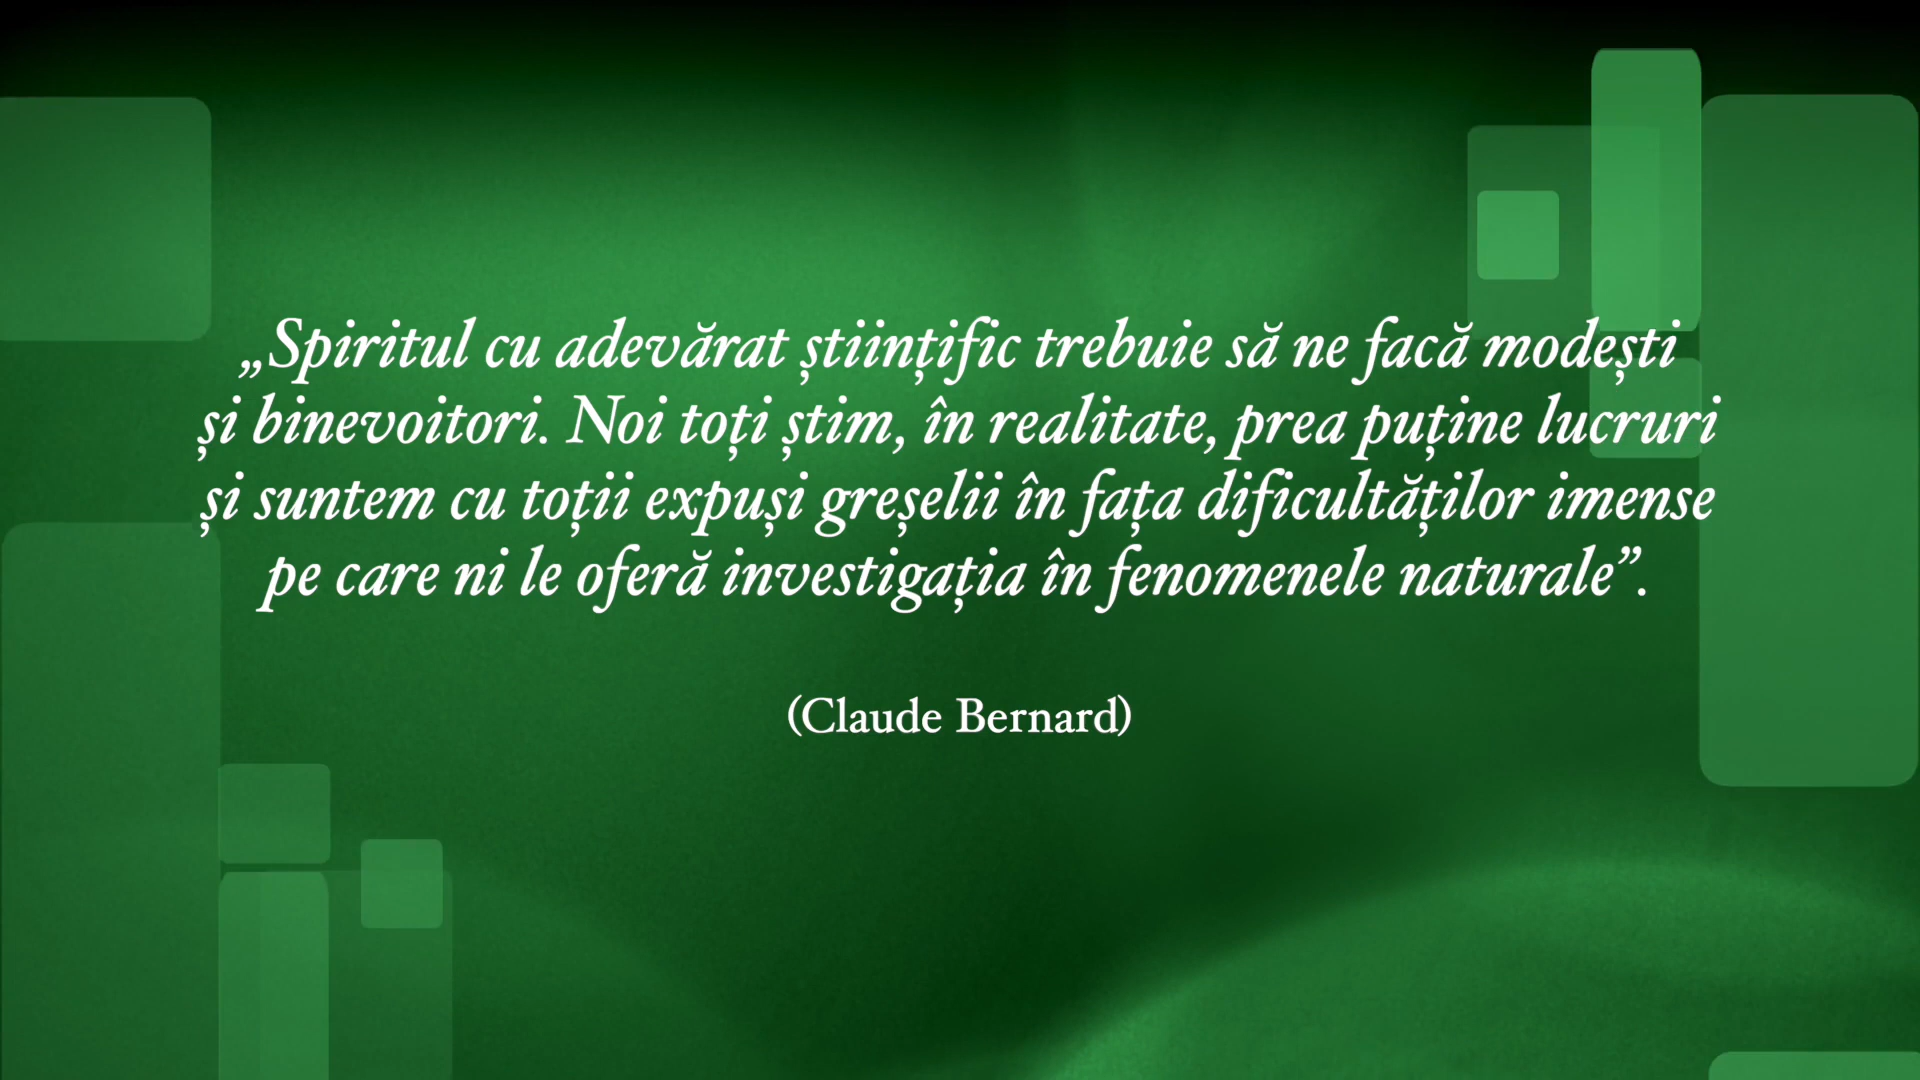 „Spiritul cu adevărat științific trebuie să ne facă modești
și binevoitori. Noi toți știm, în realitate, prea puține lucruri
și suntem cu toții expuși greșelii în fața dificultăților imense
pe care ni le oferă investigația în fenomenele naturale”.
(Claude Bernard)